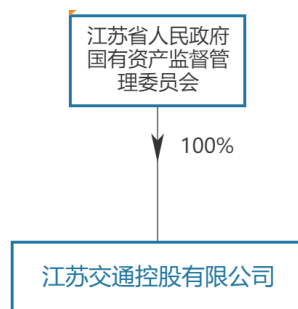 江苏省人民政府
国有资产监督管
理委员会
100%
江苏交通控股有限公司